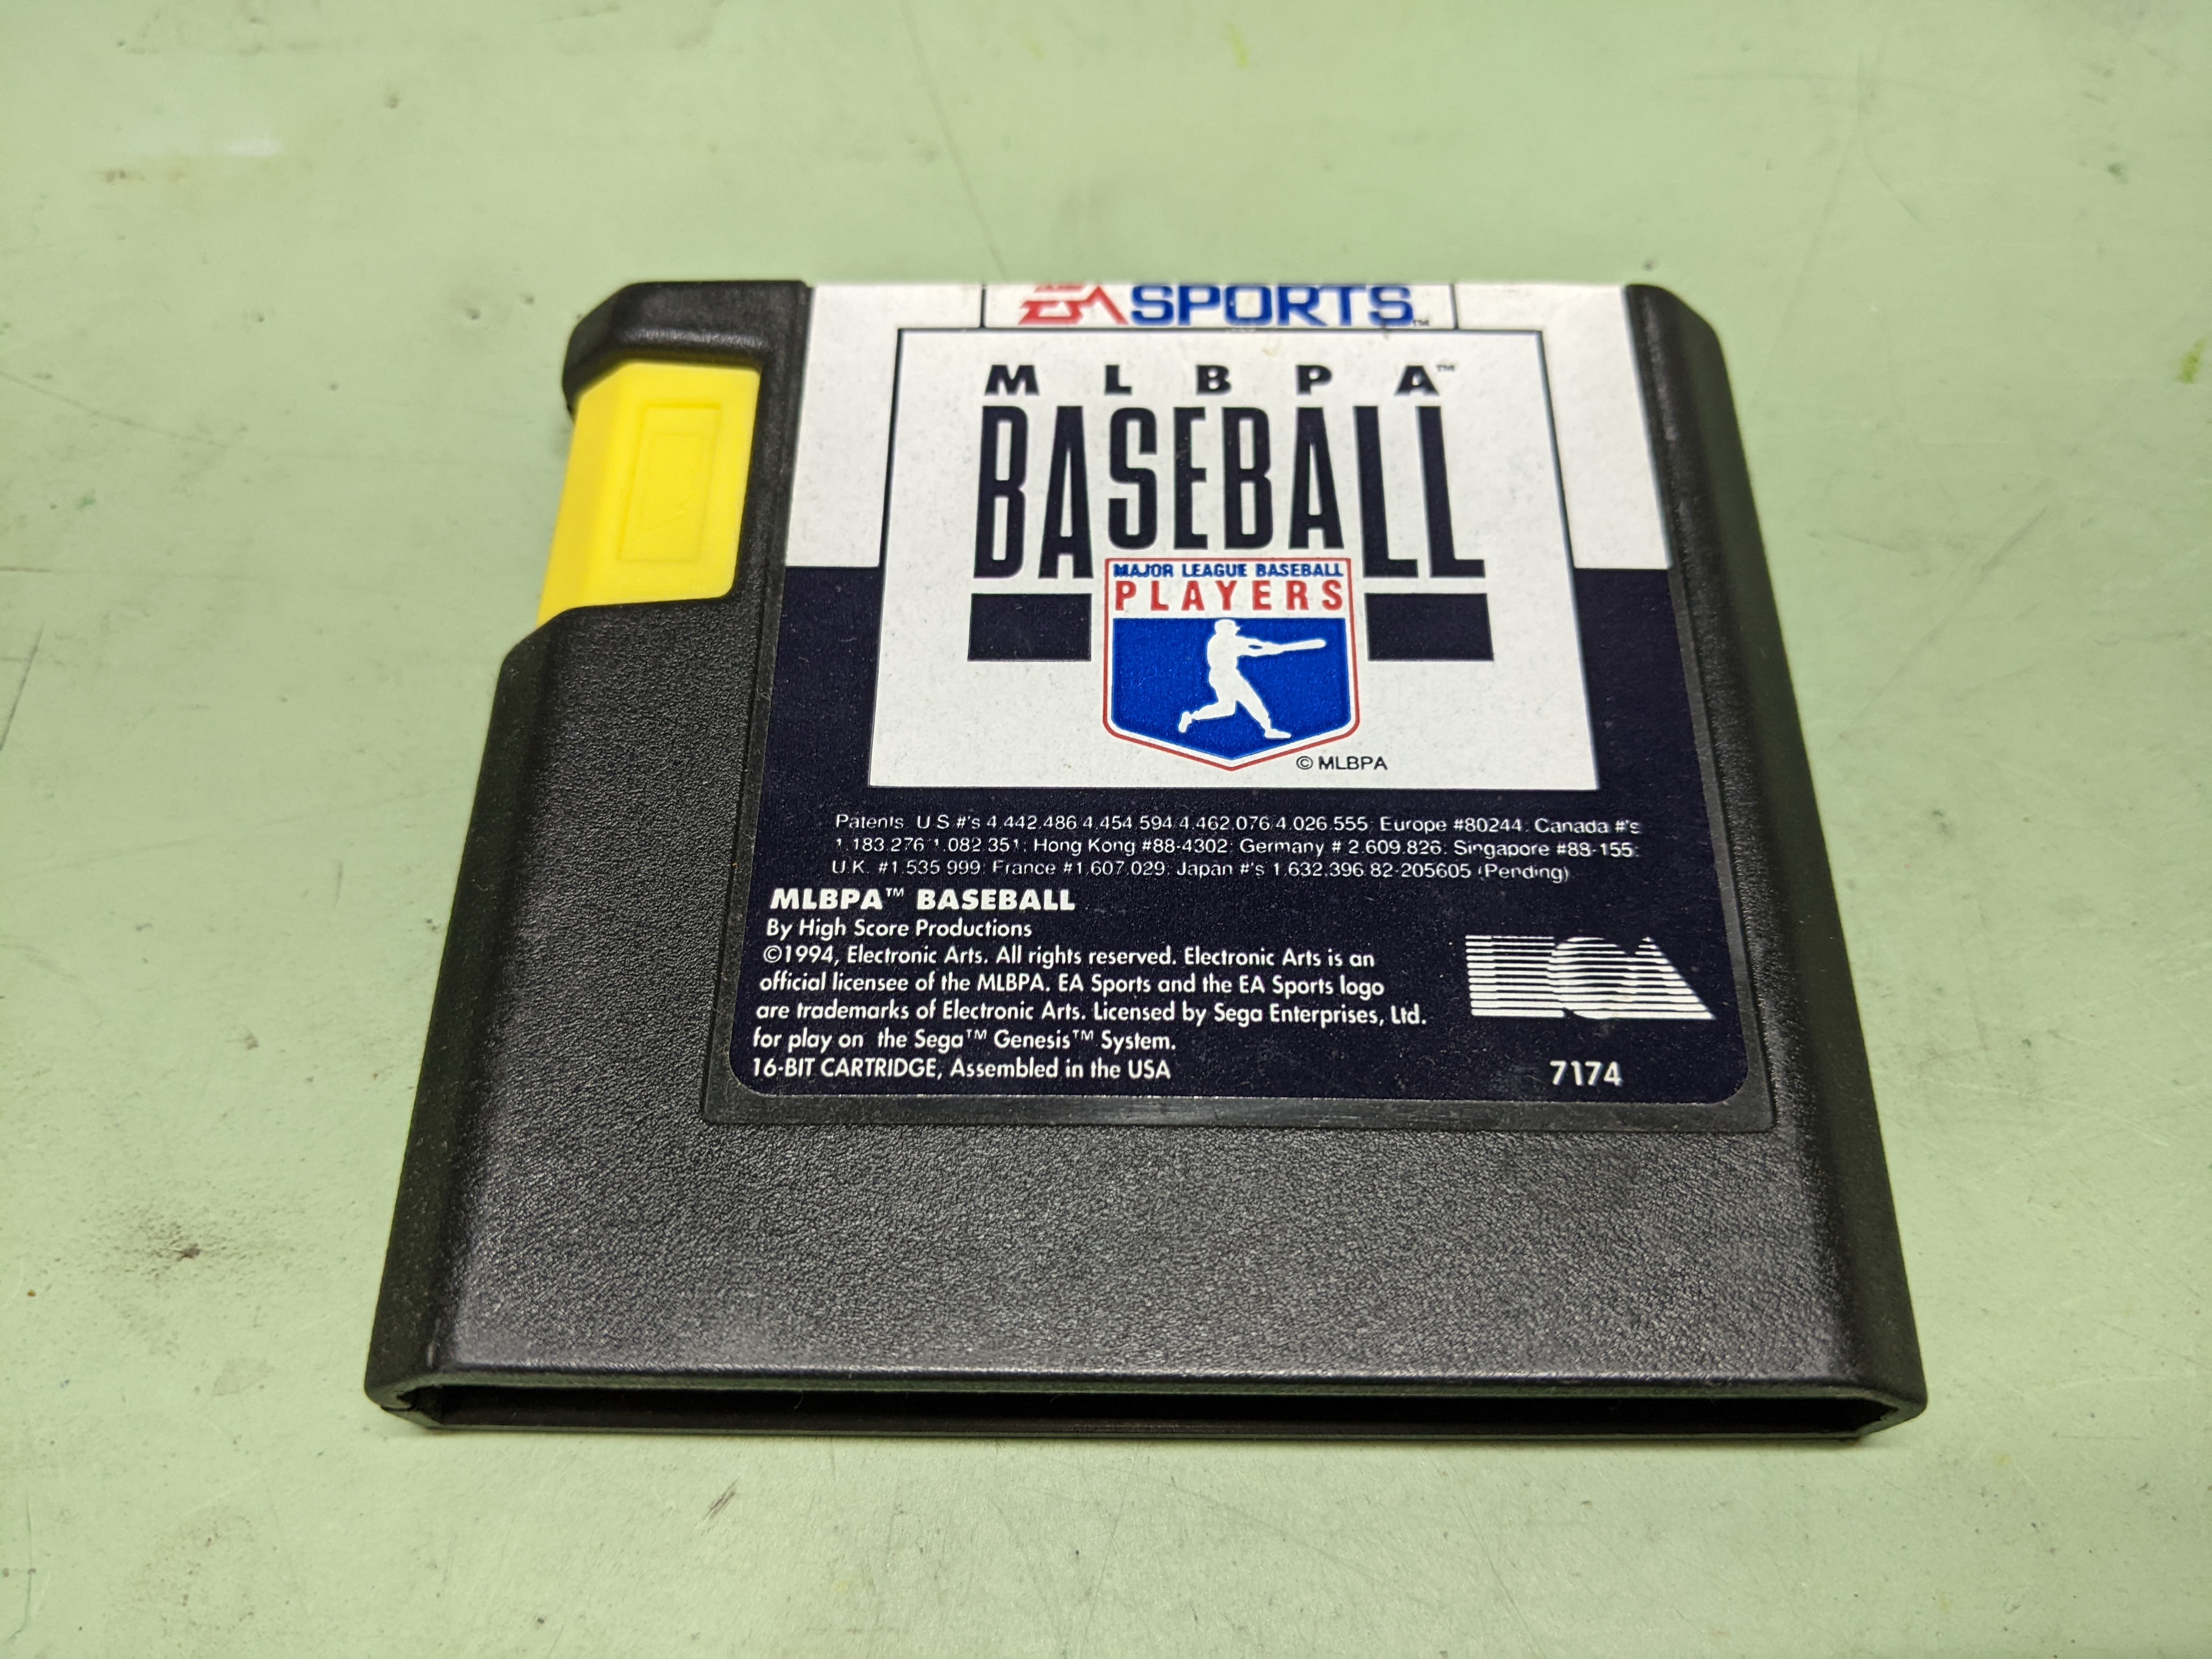 EA SPORTS™
MLBPA™
BASEBALL
MAJOR LEAGUE BASEBALL
PLAYERS
© MLBPA
Patents U S #'s 4 442.486 4.454 594 4.462.076 4.026.555 Europe #80244. Canada #'s
1.183.276 1.082.351; Hong Kong #88-4302: Germany # 2.609.826: Singapore #88-155;
U.K. #1.535 999; France #1.607.029; Japan #'s 1.632.396 82-205605 (Pending)
MLBPA™ BASEBALL
By High Score Productions
©1994, Electronic Arts. All rights reserved. Electronic Arts is an
official licensee of the MLBPA. EA Sports and the EA Sports logo
are trademarks of Electronic Arts. Licensed by Sega Enterprises, Ltd.
for play on the Sega™ Genesis™ System.
16-BIT CARTRIDGE, Assembled in the USA
EA
7174